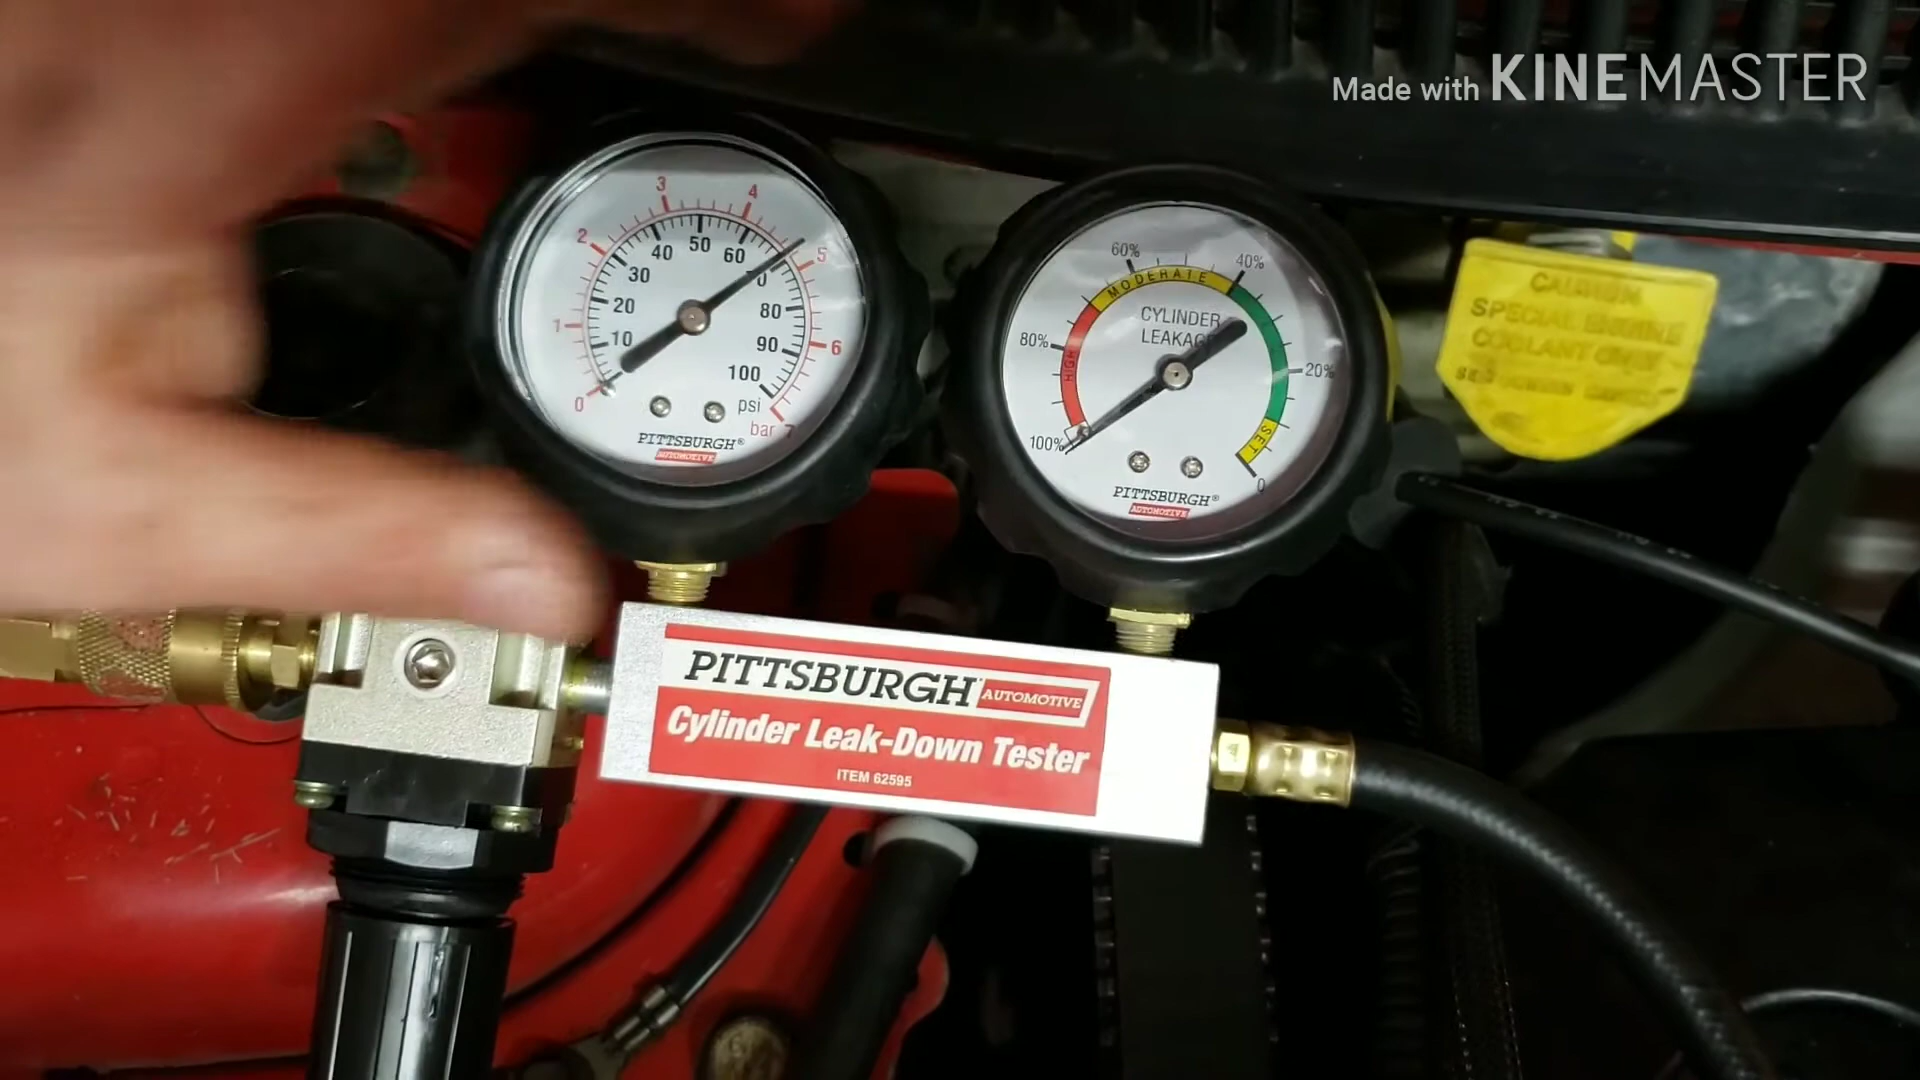 Made with KINEMASTER
0 1 2 3 4 5 6 7
10 20 30 40 50 60 80 90 100
psi
bar
PITTSBURGH®
AUTOMOTIVE
100% 80% 60% 40% 20% 0
HIGH MODERATE SET
CYLINDER
LEAKAGE
PITTSBURGH®
AUTOMOTIVE
CAUTION
SPECIAL ENGINE
COOLANT ONLY
PITTSBURGH AUTOMOTIVE
Cylinder Leak-Down Tester
ITEM 62595